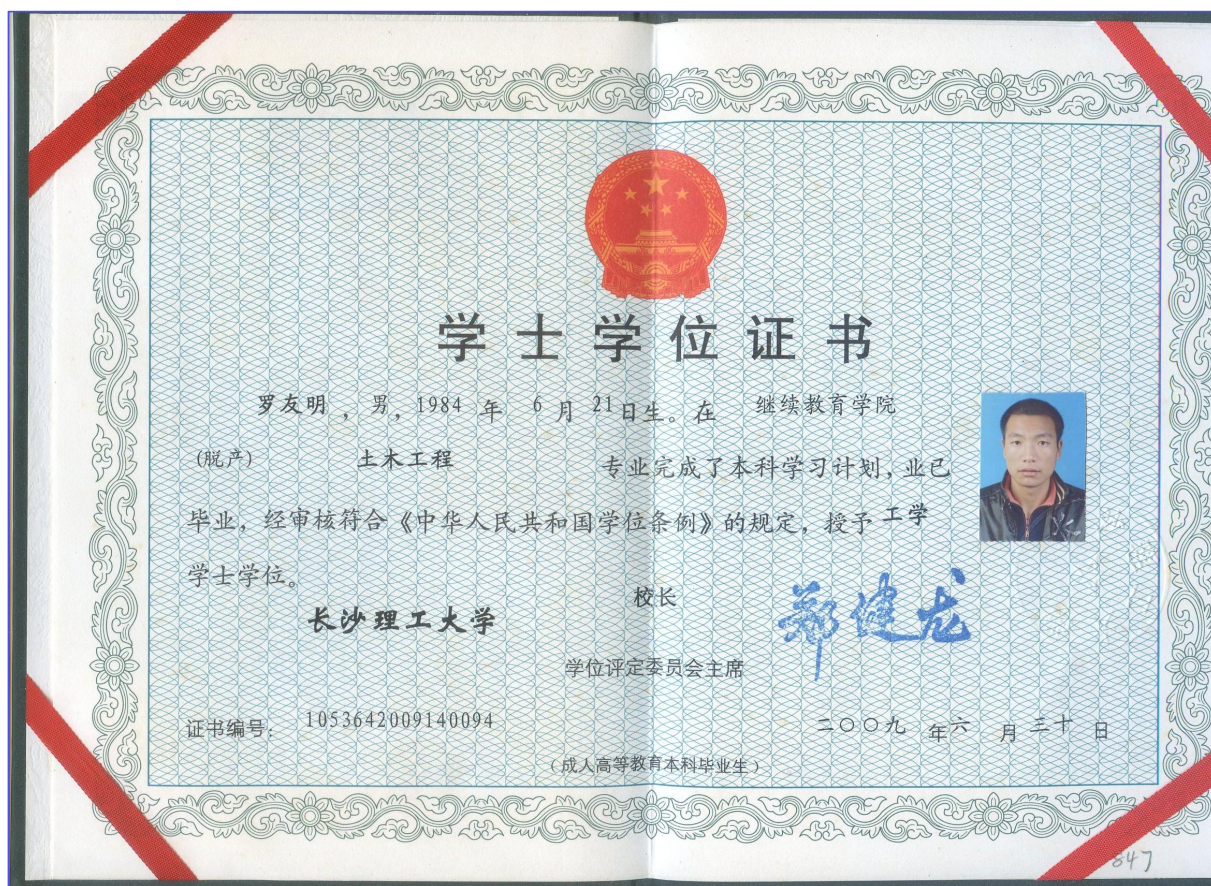 学士学位证书
罗友明，男，1984 年 6 月 21 日生。在 继续教育学院
(脱产) 土木工程 专业完成了本科学习计划，业已
毕业，经审核符合《中华人民共和国学位条例》的规定，授予 工学
学士学位。
长沙理工大学 校长 郑健龙
学位评定委员会主席
证书编号： 1053642009140094 二〇〇九 年 六 月 三十 日
（成人高等教育本科毕业生）
847